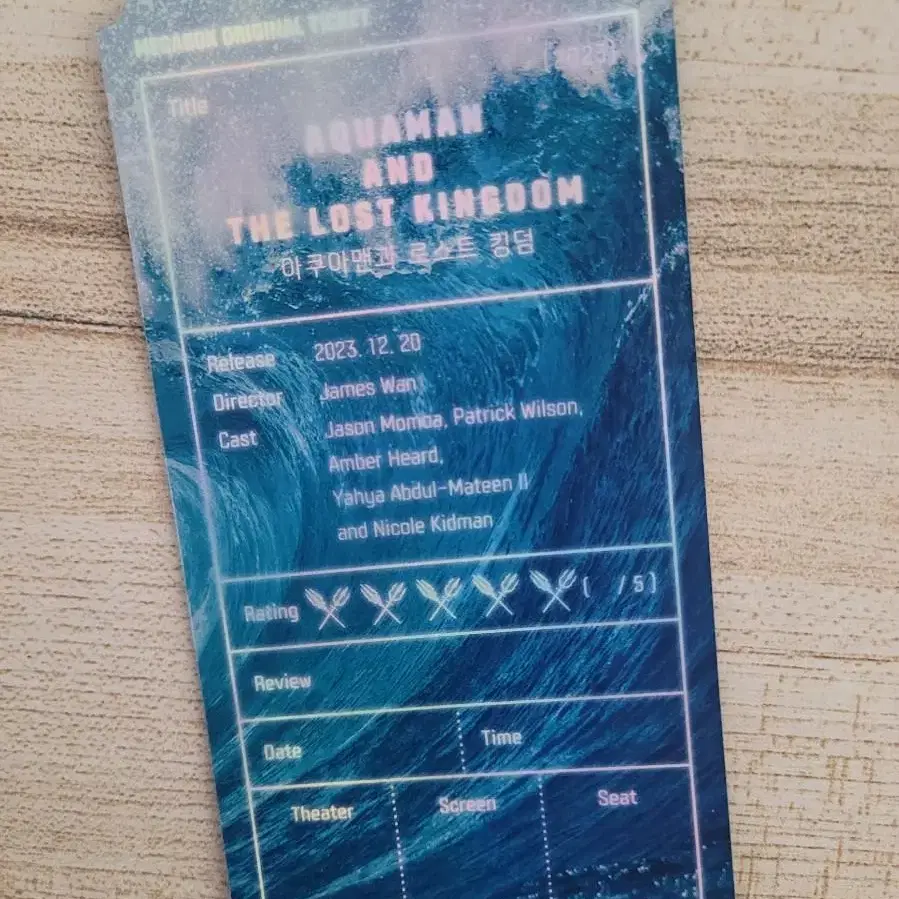 MEGABOX ORIGINAL TICKET
Title
AQUAMAN
AND
THE LOST KINGDOM
아쿠아맨과 로스트 킹덤
Release 2023. 12. 20
Director James Wan
Cast Jason Momoa, Patrick Wilson,
Amber Heard,
Yahya Abdul-Mateen II
and Nicole Kidman
Rating ( /5)
Review
Date Time
Theater Screen Seat